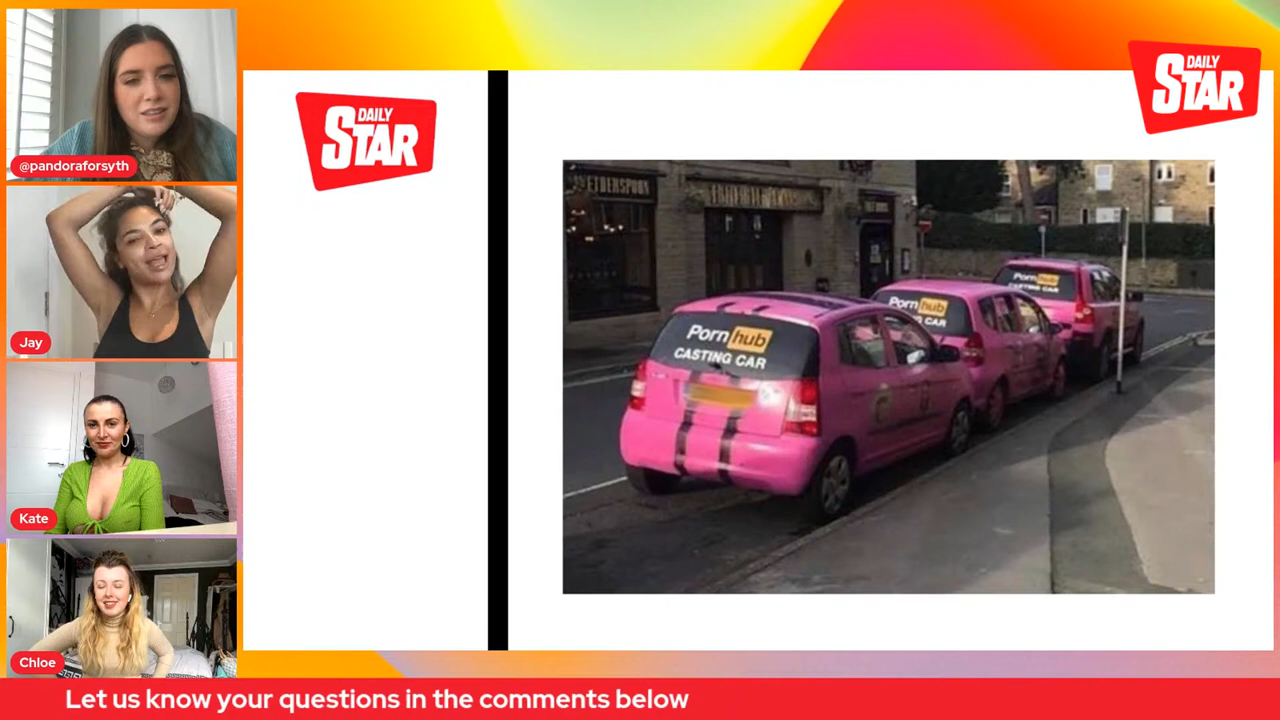 @pandoraforsyth
Jay
Kate
Chloe
DAILY
STAR
DAILY
STAR
WETHERSPOON
Porn hub
CASTING CAR
Porn hub
CAR
Porn hub
CASTING CAR
Let us know your questions in the comments below